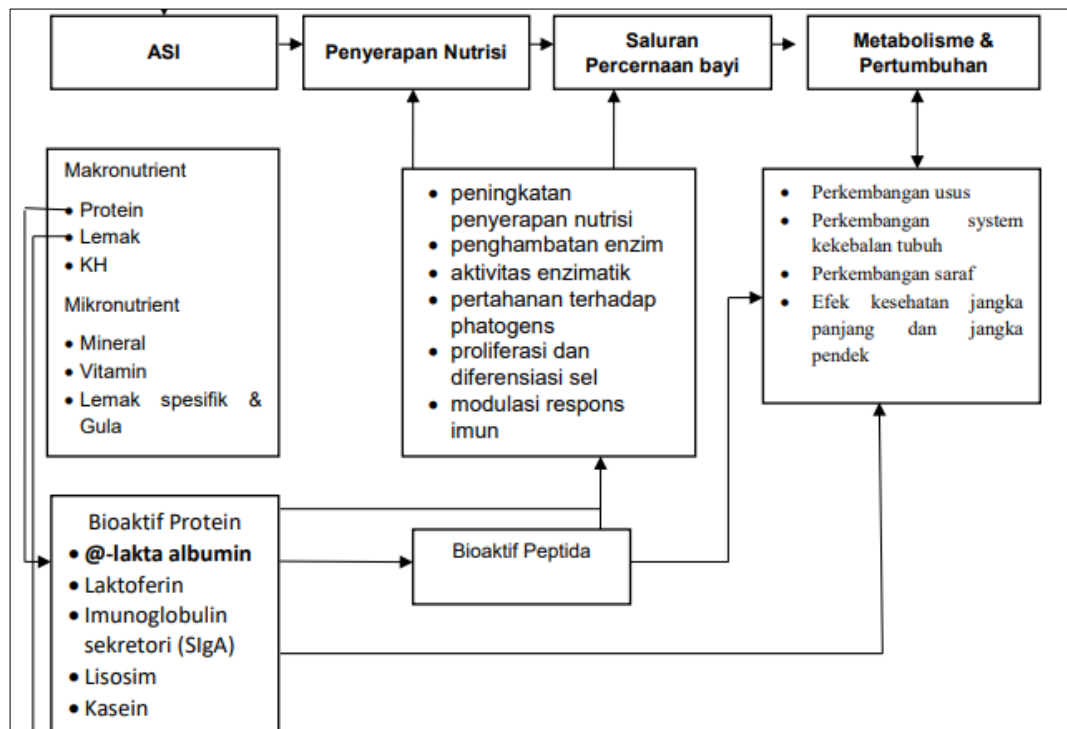 ASI
Penyerapan Nutrisi
Saluran
Percernaan bayi
Metabolisme &
Pertumbuhan
Makronutrient
• Protein
• Lemak
• KH
Mikronutrient
• Mineral
• Vitamin
• Lemak spesifik &
Gula
• peningkatan
penyerapan nutrisi
• penghambatan enzim
• aktivitas enzimatik
• pertahanan terhadap
phatogens
• proliferasi dan
diferensiasi sel
• modulasi respons
imun
• Perkembangan usus
• Perkembangan system
kekebalan tubuh
• Perkembangan saraf
• Efek kesehatan jangka
panjang dan jangka
pendek
Bioaktif Protein
• @-lakta albumin
• Laktoferin
• Imunoglobulin
sekretori (SIgA)
• Lisosim
• Kasein
Bioaktif Peptida